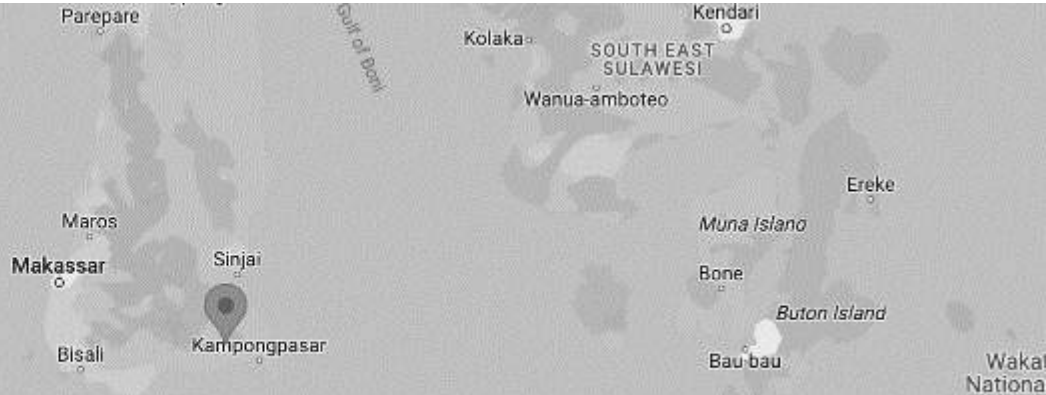 Parepare
Gulf of Boni
Kolaka
Kendari
SOUTH EAST
SULAWESI
Wanua-amboteo
Ereke
Maros
Muna Island
Makassar
Sinjai
Bone
Buton Island
Kampongpasar
Bisali
Bau bau
Wakat
Nationa